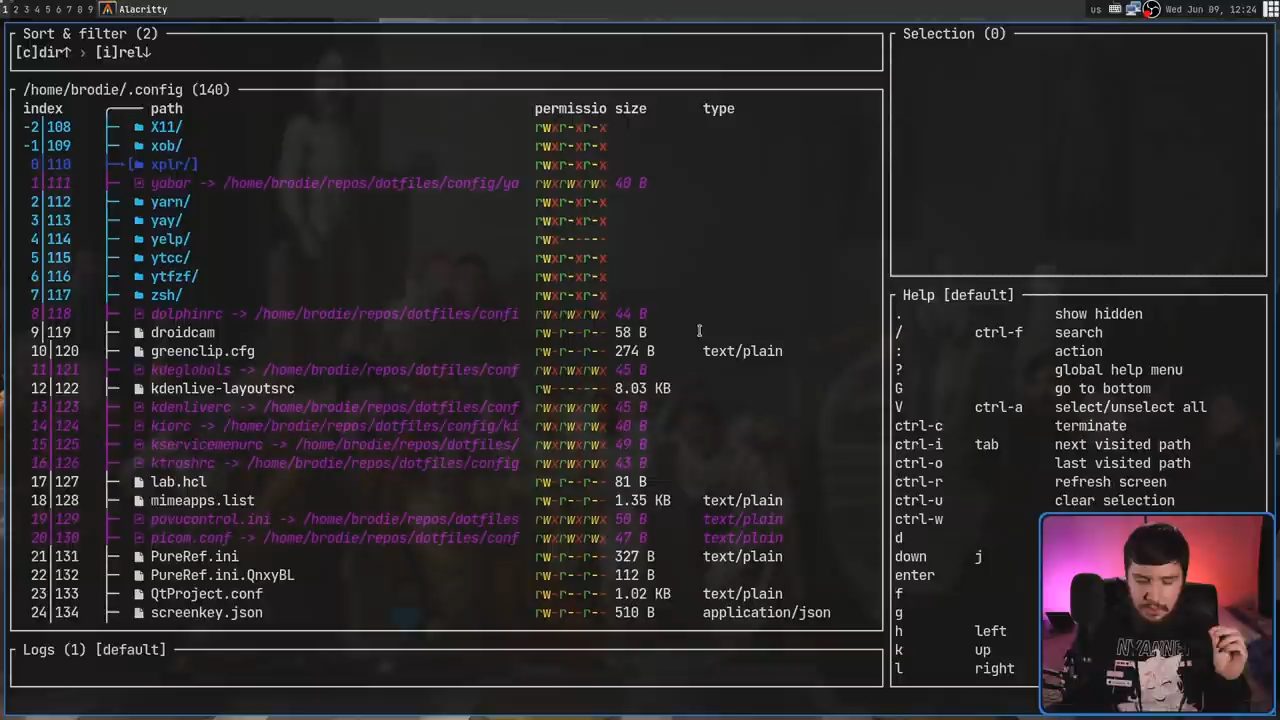 1 2 3 4 5 6 7 8 9 Alacritty us Wed Jun 09, 12:24
Sort & filter (2)
[c]dir↑ › [i]rel↓
/home/brodie/.config (140)
index path permissio size type
-2│108 X11/ rwxr-xr-x
-1│109 xob/ rwxr-xr-x
0│110 [ xplr/] rwxr-xr-x
1│111 yabar -> /home/brodie/repos/dotfiles/config/ya rwxrwxrwx 40 B
2│112 yarn/ rwxr-xr-x
3│113 yay/ rwxr-xr-x
4│114 yelp/ rwx------
5│115 ytcc/ rwxr-xr-x
6│116 ytfzf/ rwxr-xr-x
7│117 zsh/ rwxr-xr-x
8│118 dolphinrc -> /home/brodie/repos/dotfiles/confi rwxrwxrwx 44 B
9│119 droidcam rw-r--r-- 58 B
10│120 greenclip.cfg rw-r--r-- 274 B text/plain
11│121 kdeglobals -> /home/brodie/repos/dotfiles/conf rwxrwxrwx 45 B
12│122 kdenlive-layoutsrc rw------- 8.03 KB
13│123 kdenliverc -> /home/brodie/repos/dotfiles/conf rwxrwxrwx 45 B
14│124 kiorc -> /home/brodie/repos/dotfiles/config/ki rwxrwxrwx 40 B
15│125 kservicemenurc -> /home/brodie/repos/dotfiles/ rwxrwxrwx 49 B
16│126 ktrashrc -> /home/brodie/repos/dotfiles/config rwxrwxrwx 43 B
17│127 lab.hcl rw-r--r-- 81 B
18│128 mimeapps.list rw-r--r-- 1.35 KB text/plain
19│129 pavucontrol.ini -> /home/brodie/repos/dotfiles rwxrwxrwx 50 B text/plain
20│130 picom.conf -> /home/brodie/repos/dotfiles/conf rwxrwxrwx 47 B text/plain
21│131 PureRef.ini rw-r--r-- 327 B text/plain
22│132 PureRef.ini.QnxyBL rw-r--r-- 112 B
23│133 QtProject.conf rw-r--r-- 1.02 KB text/plain
24│134 screenkey.json rw-r--r-- 510 B application/json
Logs (1) [default]
Selection (0)
Help [default]
. show hidden
/ ctrl-f search
: action
? global help menu
G go to bottom
V ctrl-a select/unselect all
ctrl-c terminate
ctrl-i tab next visited path
ctrl-o last visited path
ctrl-r refresh screen
ctrl-u clear selection
ctrl-w
d
down j
enter
f
g
h left
k up
l right